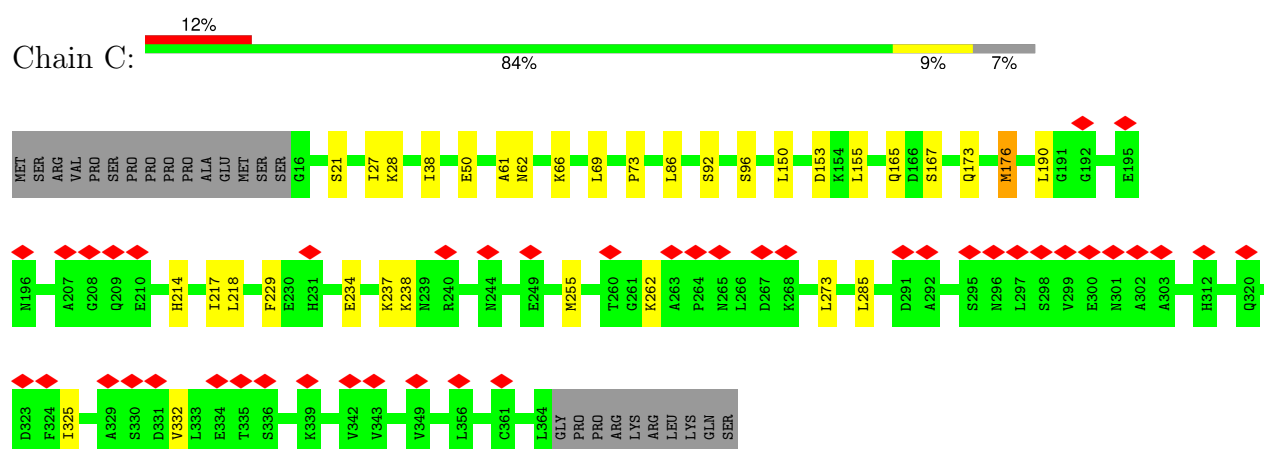 12%
Chain C:
84% 9% 7%
MET SER ARG VAL PRO SER PRO PRO PRO PRO ALA GLU MET SER SER G16 S21 I27 K28 I38 E50 A61 N62 K66 L69 P73 L86 S92 S96 L150 D153 K154 L155 Q165 D166 S167 Q173 M176 L190 G191 G192 E195
N196 A207 G208 Q209 E210 H214 I217 L218 F229 E230 H231 E234 K237 K238 N239 R240 N244 E249 M255 T260 G261 K262 A263 P264 N265 L266 D267 K268 L273 L285 D291 A292 S295 N296 L297 S298 V299 E300 N301 A302 A303 H312 Q320
D323 F324 I325 A329 S330 D331 V332 L333 E334 T335 S336 K339 V342 V343 V349 L356 C361 L364 GLY PRO PRO ARG LYS ARG LEU LYS GLN SER